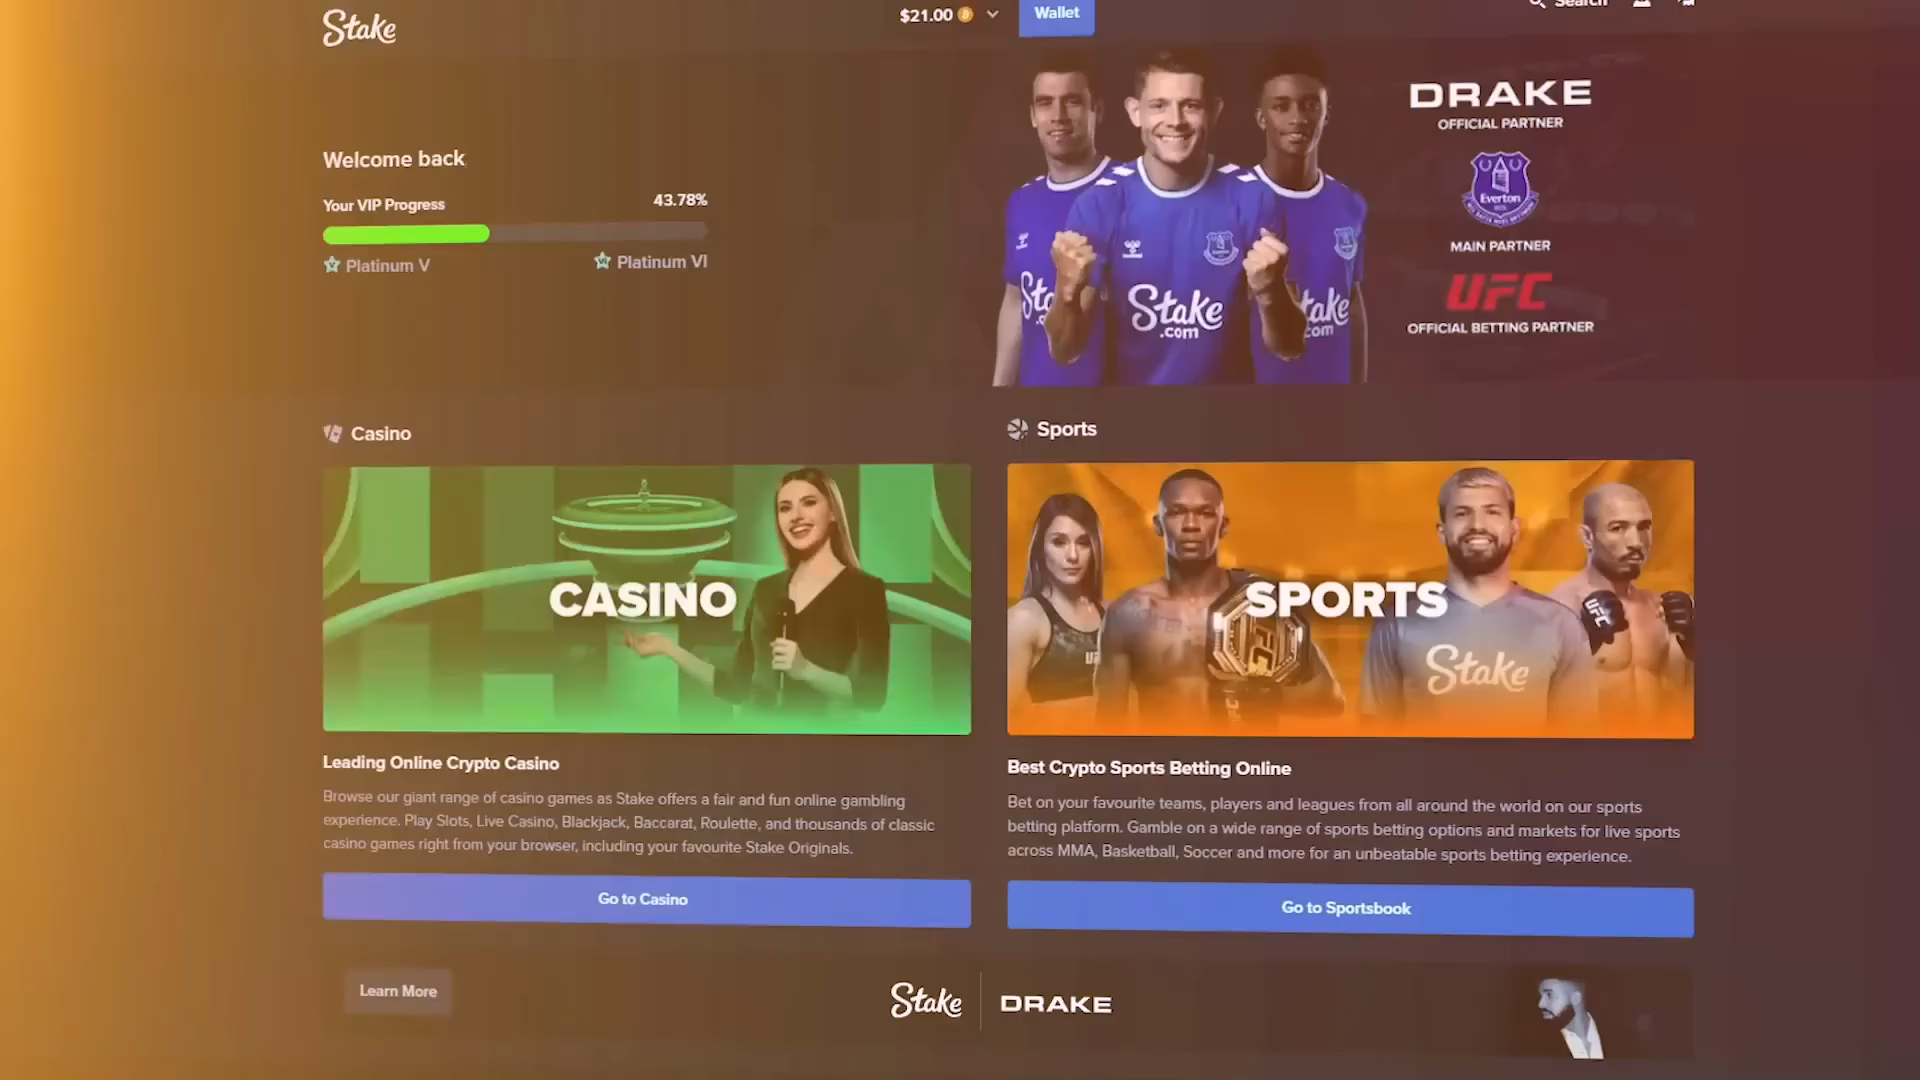 Stake
$21.00
Wallet
Search
Welcome back
Your VIP Progress
43.78%
Platinum V
Platinum VI
DRAKE
OFFICIAL PARTNER
Everton
MAIN PARTNER
UFC
OFFICIAL BETTING PARTNER
Stake
.com
Casino
Sports
CASINO
SPORTS
UFC
Stake
Leading Online Crypto Casino
Browse our giant range of casino games as Stake offers a fair and fun online gambling
experience. Play Slots, Live Casino, Blackjack, Baccarat, Roulette, and thousands of classic
casino games right from your browser, including your favourite Stake Originals.
Go to Casino
Best Crypto Sports Betting Online
Bet on your favourite teams, players and leagues from all around the world on our sports
betting platform. Gamble on a wide range of sports betting options and markets for live sports
across MMA, Basketball, Soccer and more for an unbeatable sports betting experience.
Go to Sportsbook
Learn More
Stake
DRAKE